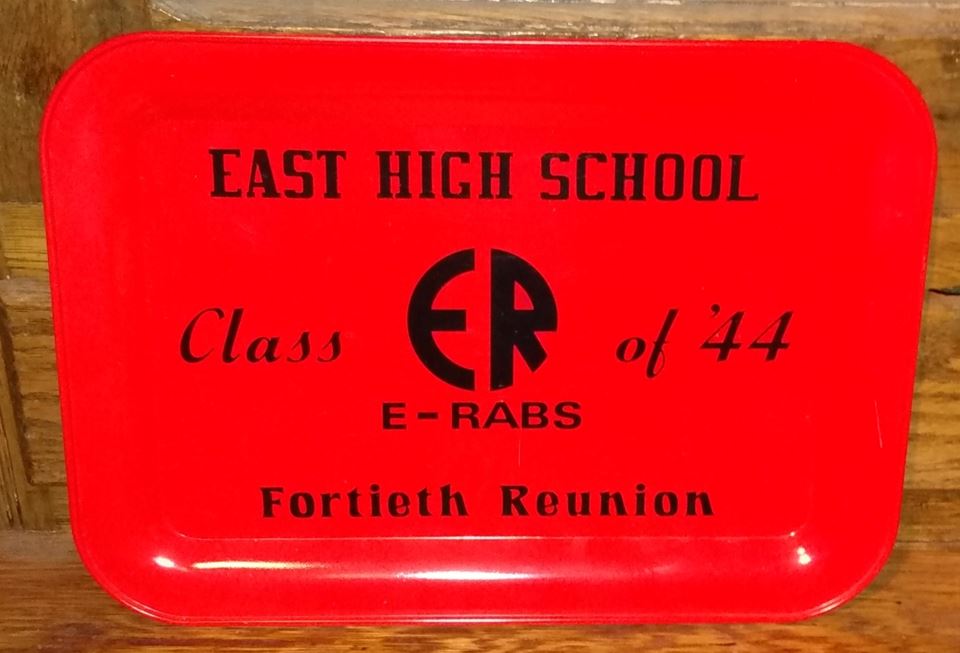 EAST HIGH SCHOOL
Class ER of '44
E-RABS
Fortieth Reunion